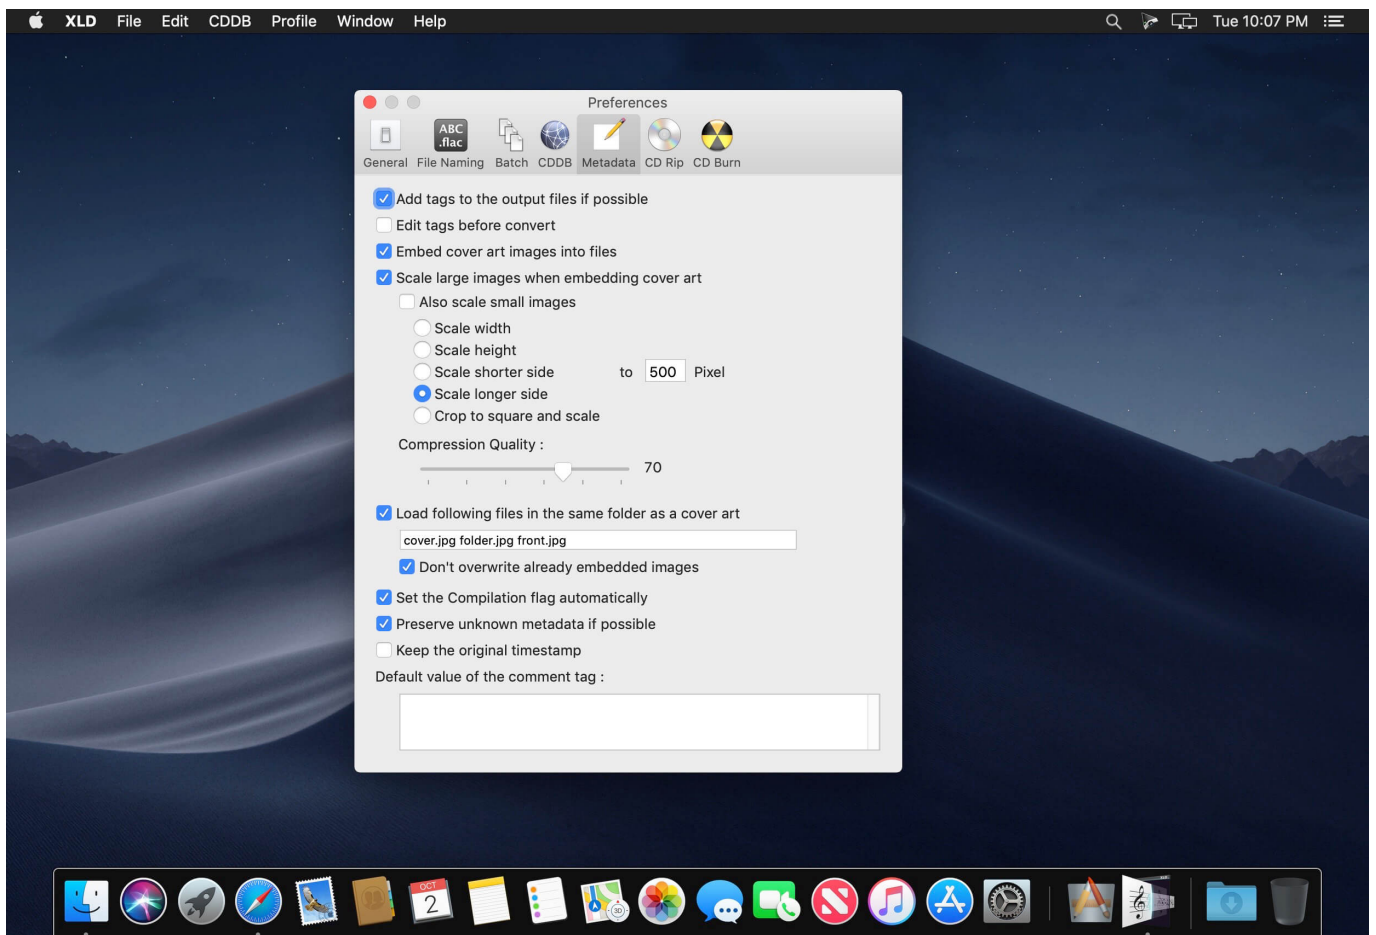 XLD File Edit CDDB Profile Window Help Tue 10:07 PM
Preferences
ABC
.flac
General File Naming Batch CDDB Metadata CD Rip CD Burn
Add tags to the output files if possible
Edit tags before convert
Embed cover art images into files
Scale large images when embedding cover art
Also scale small images
Scale width
Scale height
Scale shorter side to 500 Pixel
Scale longer side
Crop to square and scale
Compression Quality :
70
Load following files in the same folder as a cover art
cover.jpg folder.jpg front.jpg
Don't overwrite already embedded images
Set the Compilation flag automatically
Preserve unknown metadata if possible
Keep the original timestamp
Default value of the comment tag :
OCT
2
3D